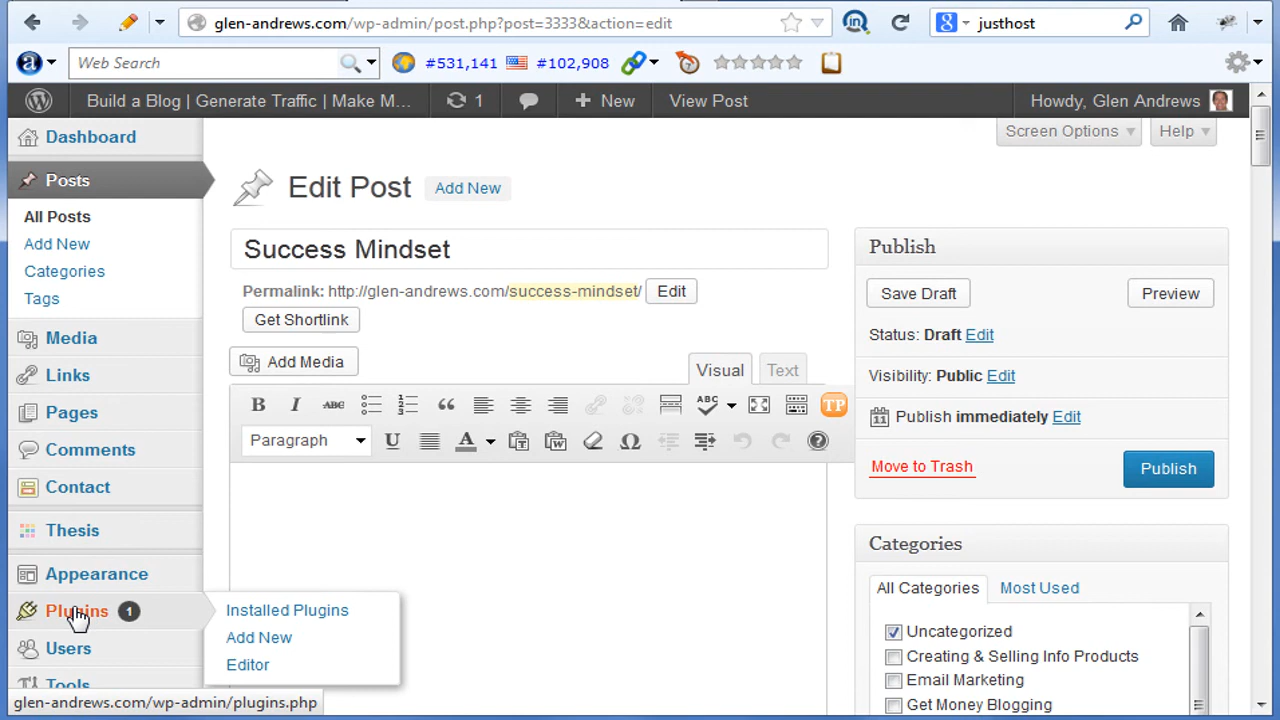 glen-andrews.com/wp-admin/post.php?post=3333&action=edit
justhost
Web Search
#531,141
#102,908
Build a Blog | Generate Traffic | Make M...
1
New
View Post
Howdy, Glen Andrews
Dashboard
Screen Options
Help
Posts
All Posts
Add New
Categories
Tags
Media
Links
Pages
Comments
Contact
Thesis
Appearance
Plugins 1
Users
Tools
Installed Plugins
Add New
Editor
glen-andrews.com/wp-admin/plugins.php
Edit Post
Add New
Success Mindset
Permalink: http://glen-andrews.com/success-mindset/ Edit
Get Shortlink
Add Media
Visual
Text
B I ABC
ABC
TP
Paragraph
U
A
Ω
Publish
Save Draft
Preview
Status: Draft Edit
Visibility: Public Edit
11
Publish immediately Edit
Move to Trash
Publish
Categories
All Categories
Most Used
Uncategorized
Creating & Selling Info Products
Email Marketing
Get Money Blogging